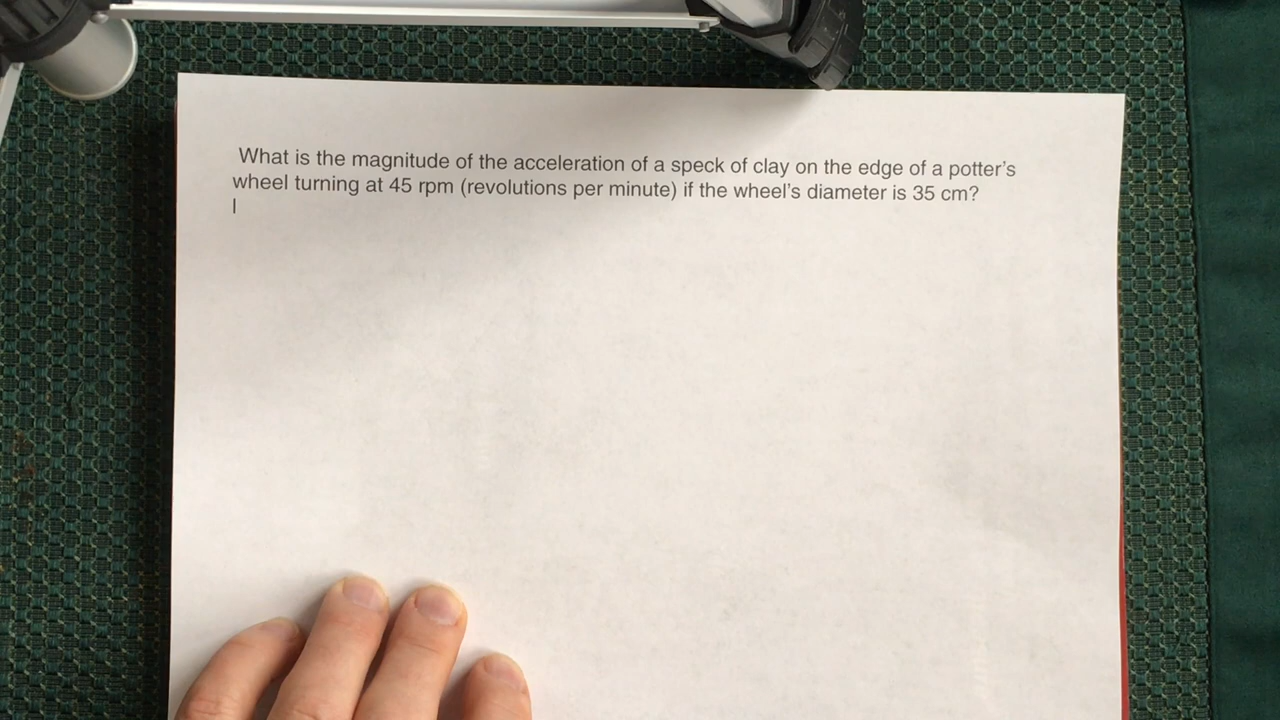 What is the magnitude of the acceleration of a speck of clay on the edge of a potter’s
wheel turning at 45 rpm (revolutions per minute) if the wheel’s diameter is 35 cm?
l